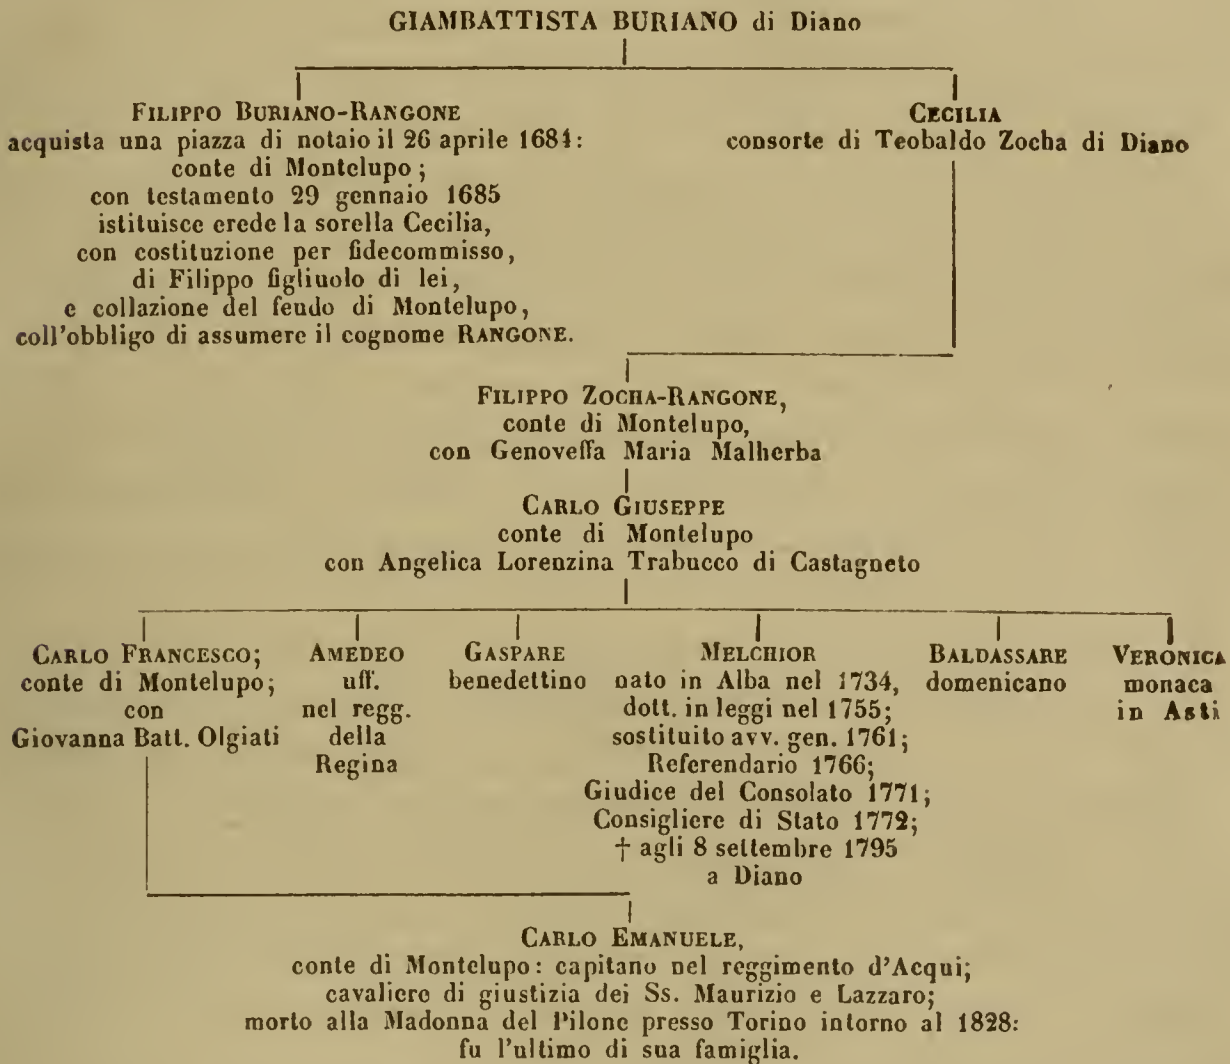 GIAMBATTISTA BURIANO di Diano
FILIPPO BURIANO-RANGONE
acquista una piazza di notaio il 26 aprile 1684:
conte di Montelupo;
con testamento 29 gennaio 1685
istituisce erede la sorella Cecilia,
con costituzione per fidecommisso,
di Filippo figliuolo di lei,
e collazione del feudo di Montelupo,
coll'obbligo di assumere il cognome RANGONE.
CECILIA
consorte di Teobaldo Zocha di Diano
FILIPPO ZOCHA-RANGONE,
conte di Montelupo,
con Genoveffa Maria Malherba
CARLO GIUSEPPE
conte di Montelupo
con Angelica Lorenzina Trabucco di Castagneto
CARLO FRANCESCO;
conte di Montelupo;
con
Giovanna Batt. Olgiati
AMEDEO
uff.
nel regg.
della
Regina
GASPARE
benedettino
MELCHIOR
nato in Alba nel 1734,
dott. in leggi nel 1755;
sostituito avv. gen. 1761;
Referendario 1766;
Giudice del Consolato 1771;
Consigliere di Stato 1772;
† agli 8 settembre 1795
a Diano
BALDASSARE
domenicano
VERONICA
monaca
in Asti
CARLO EMANUELE,
conte di Montelupo: capitano nel reggimento d'Acqui;
cavaliere di giustizia dei Ss. Maurizio e Lazzaro;
morto alla Madonna del Pilone presso Torino intorno al 1828:
fu l'ultimo di sua famiglia.